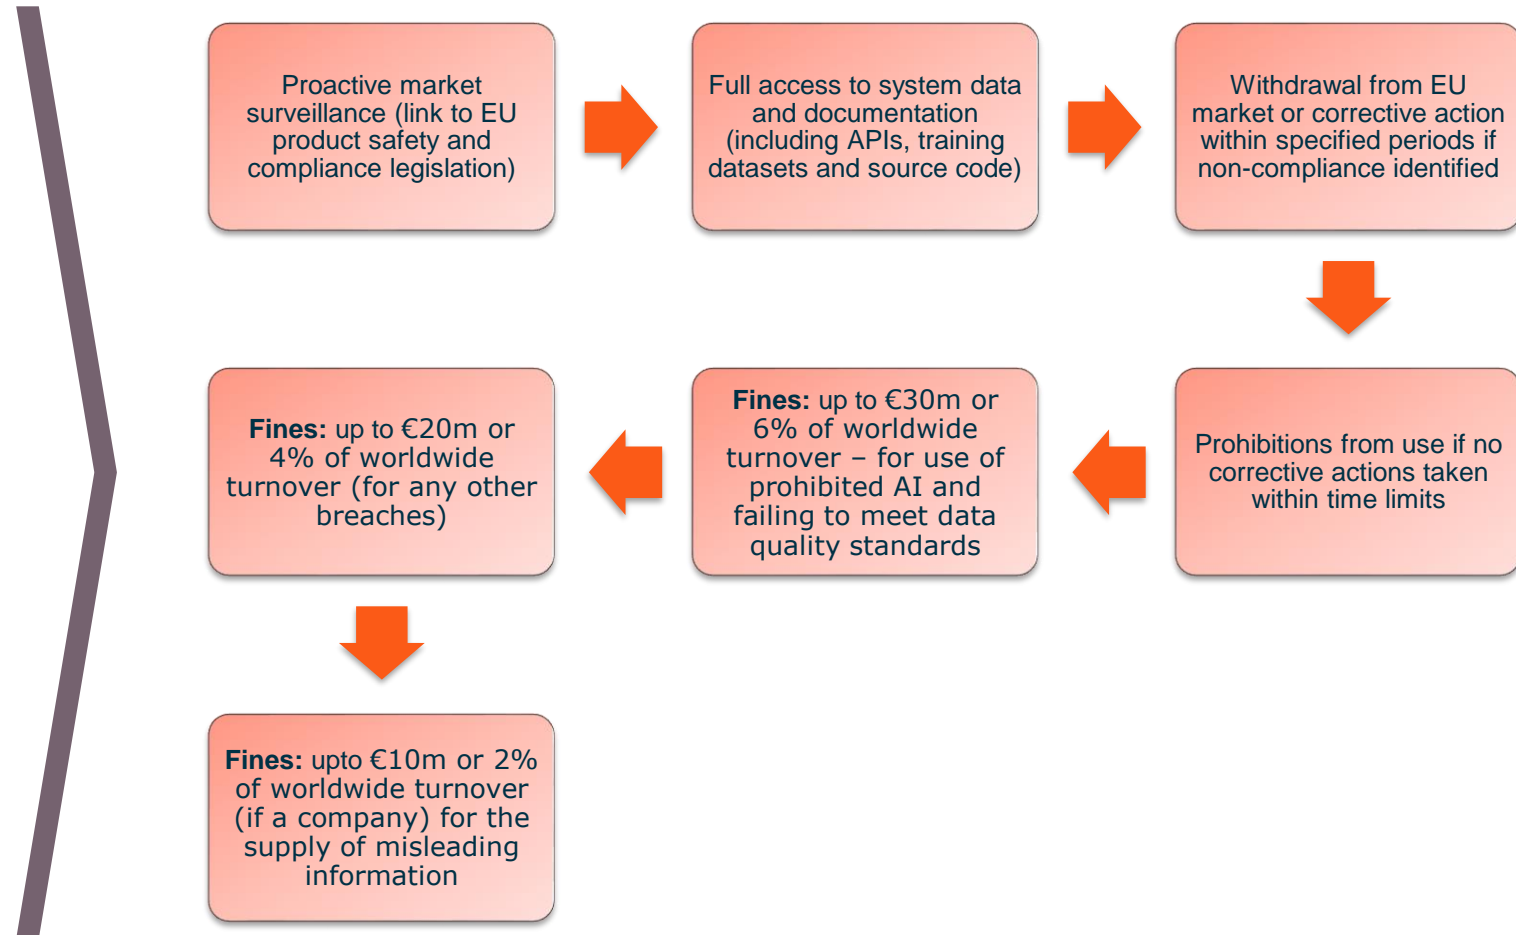 Proactive market
surveillance (link to EU
product safety and
compliance legislation)
Full access to system data
and documentation
(including APIs, training
datasets and source code)
Withdrawal from EU
market or corrective action
within specified periods if
non-compliance identified
Prohibitions from use if no
corrective actions taken
within time limits
Fines: up to €30m or
6% of worldwide
turnover – for use of
prohibited AI and
failing to meet data
quality standards
Fines: up to €20m or
4% of worldwide
turnover (for any other
breaches)
Fines: upto €10m or 2%
of worldwide turnover
(if a company) for the
supply of misleading
information